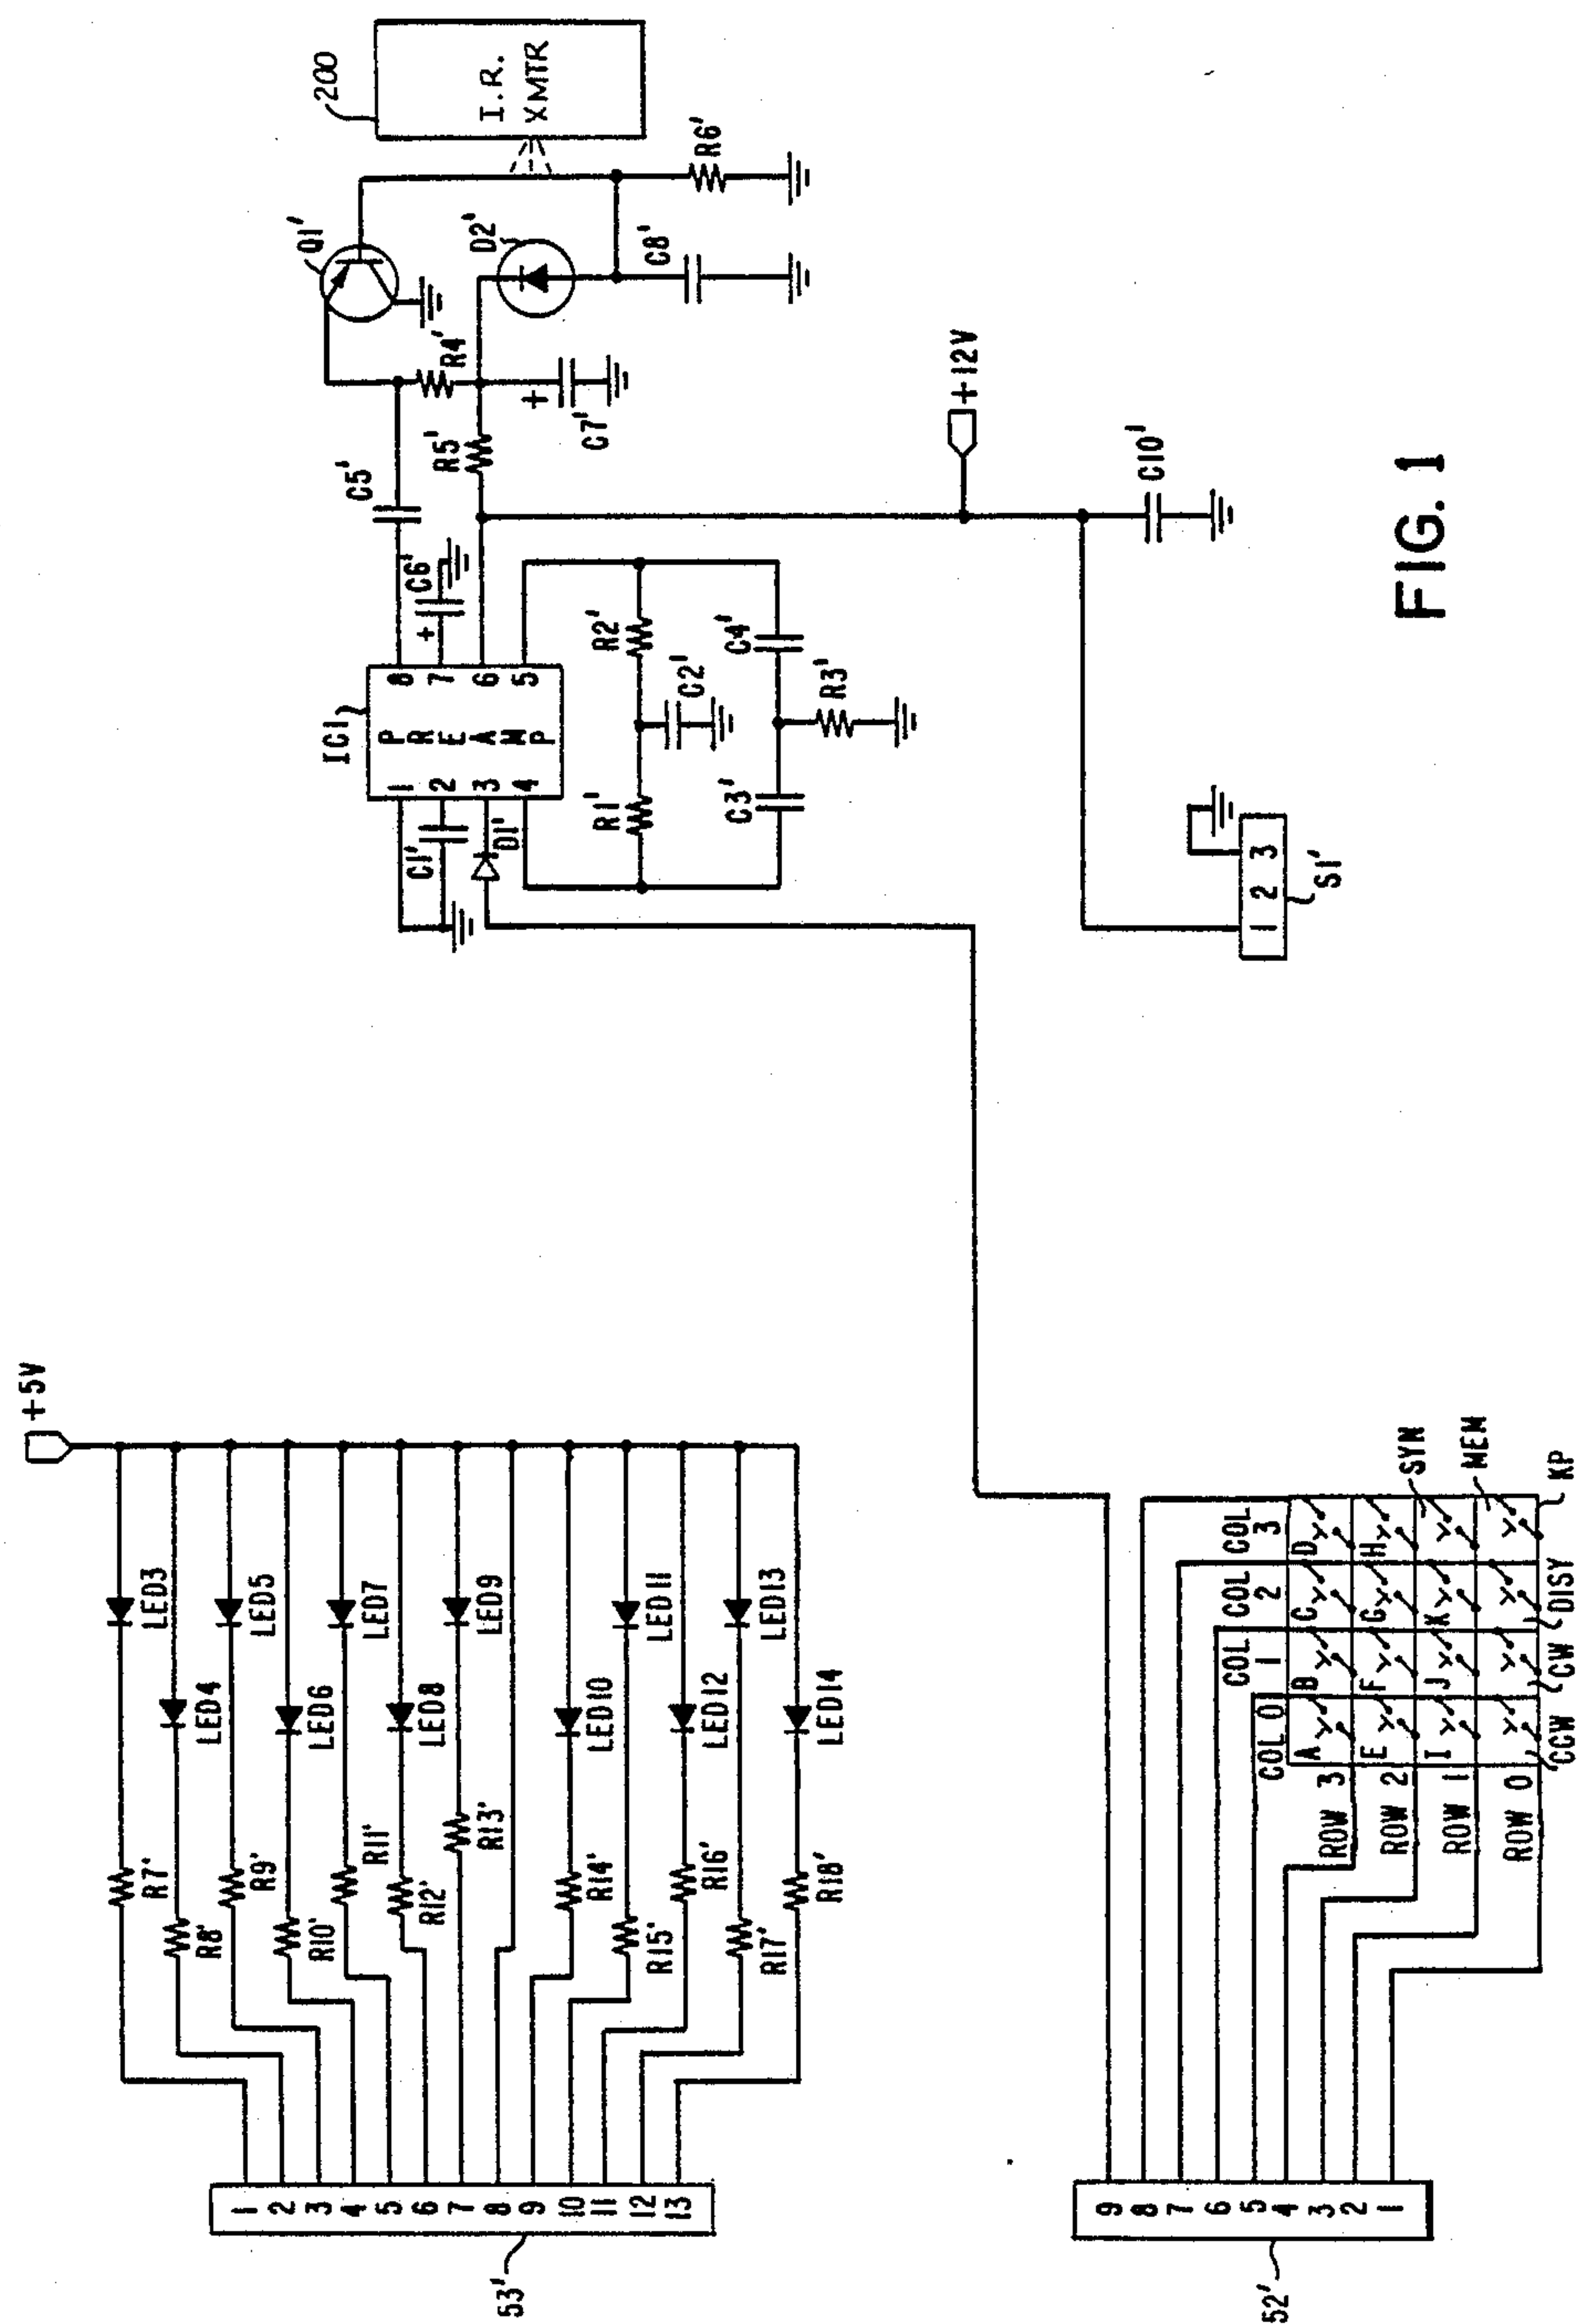 +5V
LED3
R7'
LED4
R8'
LED5
R9'
LED6
R10'
LED7
R11'
LED8
R12'
LED9
R13'
LED10
R14'
LED11
R15'
LED12
R16'
LED13
R17'
LED14
R18'
1
2
3
4
5
6
7
8
9
10
11
12
13
53'
IC1
1
2
3
4
PREAMP
8
7
6
5
C1'
D1'
C6'
+
C5'
R5'
R4'
Q1'
D2'
C7'
+
C8'
R6'
200
I.R.
XMTR
R1'
R2'
C2'
C3'
C4'
R3'
+12V
C10'
1 2 3
S1'
9
8
7
6
5
4
3
2
1
52'
COL 0
COL 1
COL 2
COL 3
ROW 3
ROW 2
ROW 1
ROW 0
A B C D
E F G H
I J K
SYN
MEM
KP
CCW
CW
DISY
FIG. 1